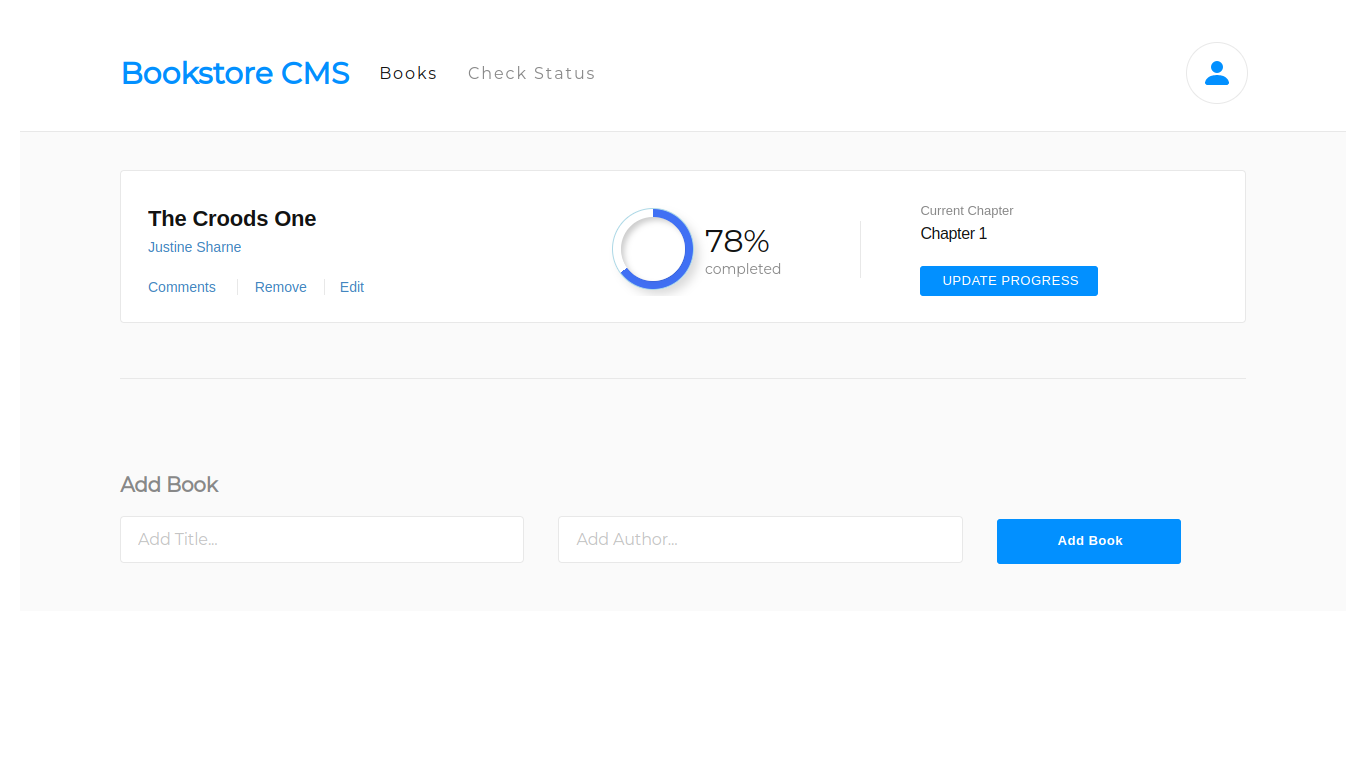 Bookstore CMS Books Check Status
The Croods One
Justine Sharne
Comments Remove Edit
78%
completed
Current Chapter
Chapter 1
UPDATE PROGRESS
Add Book
Add Title...
Add Author...
Add Book